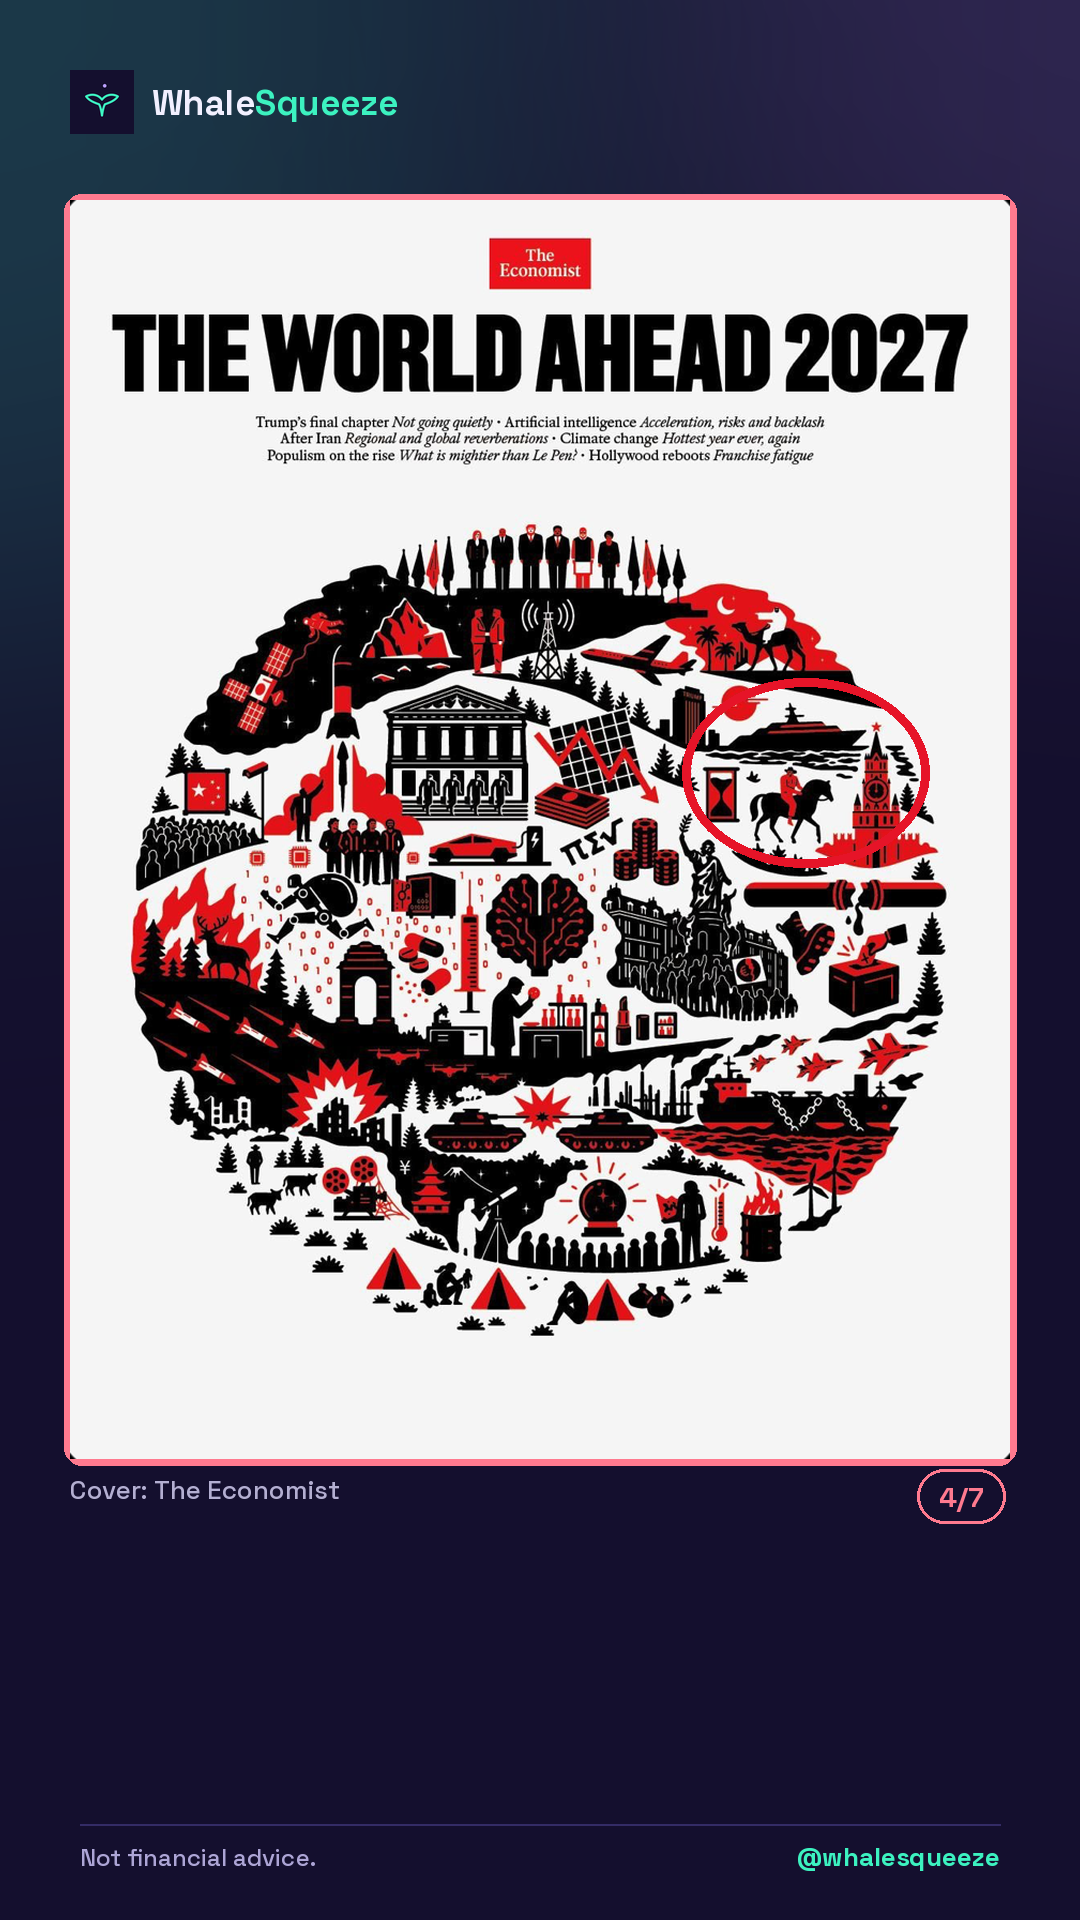 WhaleSqueeze
The
Economist
THE WORLD AHEAD 2027
Trump's final chapter Not going quietly • Artificial intelligence Acceleration, risks and backlash
After Iran Regional and global reverberations • Climate change Hottest year ever, again
Populism on the rise What is mightier than Le Pen? • Hollywood reboots Franchise fatigue
Cover: The Economist
4/7
Not financial advice.
@whalesqueeze